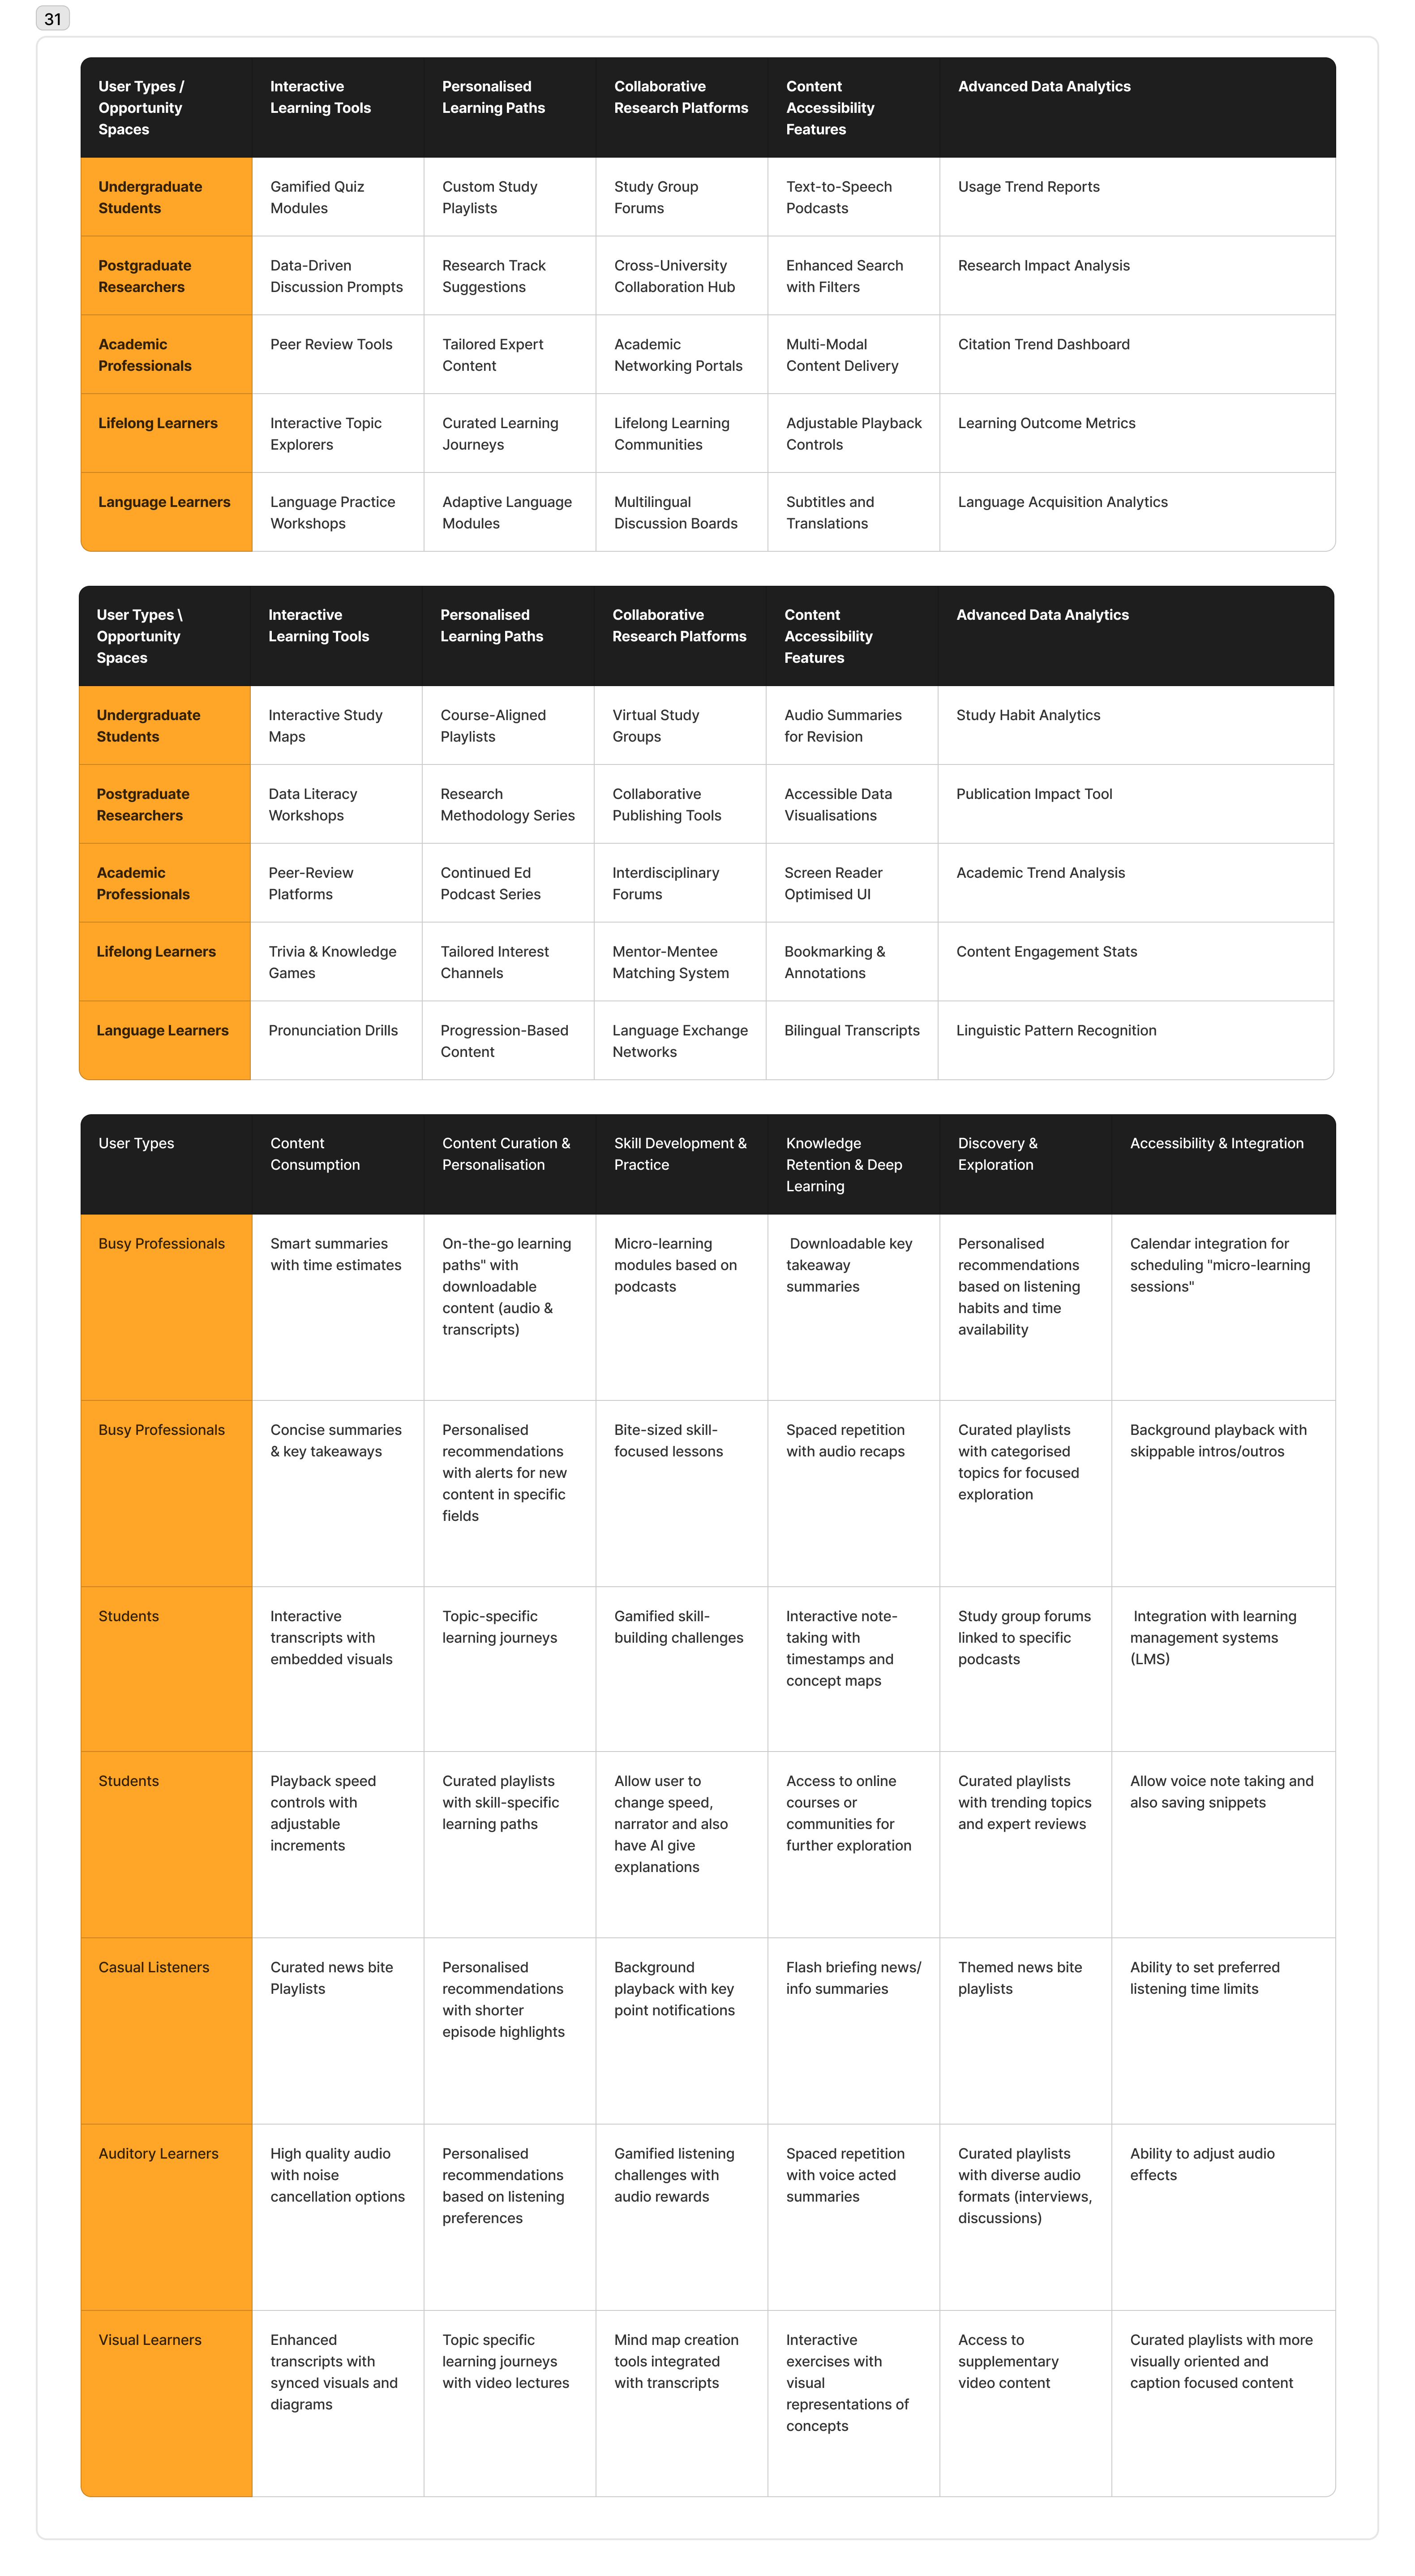 31
User Types /
Opportunity
Spaces
Interactive
Learning Tools
Personalised
Learning Paths
Collaborative
Research Platforms
Content
Accessibility
Features
Advanced Data Analytics
Undergraduate
Students
Gamified Quiz
Modules
Custom Study
Playlists
Study Group
Forums
Text-to-Speech
Podcasts
Usage Trend Reports
Postgraduate
Researchers
Data-Driven
Discussion Prompts
Research Track
Suggestions
Cross-University
Collaboration Hub
Enhanced Search
with Filters
Research Impact Analysis
Academic
Professionals
Peer Review Tools
Tailored Expert
Content
Academic
Networking Portals
Multi-Modal
Content Delivery
Citation Trend Dashboard
Lifelong Learners
Interactive Topic
Explorers
Curated Learning
Journeys
Lifelong Learning
Communities
Adjustable Playback
Controls
Learning Outcome Metrics
Language Learners
Language Practice
Workshops
Adaptive Language
Modules
Multilingual
Discussion Boards
Subtitles and
Translations
Language Acquisition Analytics
User Types \
Opportunity
Spaces
Interactive
Learning Tools
Personalised
Learning Paths
Collaborative
Research Platforms
Content
Accessibility
Features
Advanced Data Analytics
Undergraduate
Students
Interactive Study
Maps
Course-Aligned
Playlists
Virtual Study
Groups
Audio Summaries
for Revision
Study Habit Analytics
Postgraduate
Researchers
Data Literacy
Workshops
Research
Methodology Series
Collaborative
Publishing Tools
Accessible Data
Visualisations
Publication Impact Tool
Academic
Professionals
Peer-Review
Platforms
Continued Ed
Podcast Series
Interdisciplinary
Forums
Screen Reader
Optimised UI
Academic Trend Analysis
Lifelong Learners
Trivia & Knowledge
Games
Tailored Interest
Channels
Mentor-Mentee
Matching System
Bookmarking &
Annotations
Content Engagement Stats
Language Learners
Pronunciation Drills
Progression-Based
Content
Language Exchange
Networks
Bilingual Transcripts
Linguistic Pattern Recognition
User Types
Content
Consumption
Content Curation &
Personalisation
Skill Development &
Practice
Knowledge
Retention & Deep
Learning
Discovery &
Exploration
Accessibility & Integration
Busy Professionals
Smart summaries
with time estimates
On-the-go learning
paths" with
downloadable
content (audio &
transcripts)
Micro-learning
modules based on
podcasts
Downloadable key
takeaway
summaries
Personalised
recommendations
based on listening
habits and time
availability
Calendar integration for
scheduling "micro-learning
sessions"
Busy Professionals
Concise summaries
& key takeaways
Personalised
recommendations
with alerts for new
content in specific
fields
Bite-sized skill-
focused lessons
Spaced repetition
with audio recaps
Curated playlists
with categorised
topics for focused
exploration
Background playback with
skippable intros/outros
Students
Interactive
transcripts with
embedded visuals
Topic-specific
learning journeys
Gamified skill-
building challenges
Interactive note-
taking with
timestamps and
concept maps
Study group forums
linked to specific
podcasts
Integration with learning
management systems
(LMS)
Students
Playback speed
controls with
adjustable
increments
Curated playlists
with skill-specific
learning paths
Allow user to
change speed,
narrator and also
have AI give
explanations
Access to online
courses or
communities for
further exploration
Curated playlists
with trending topics
and expert reviews
Allow voice note taking and
also saving snippets
Casual Listeners
Curated news bite
Playlists
Personalised
recommendations
with shorter
episode highlights
Background
playback with key
point notifications
Flash briefing news/
info summaries
Themed news bite
playlists
Ability to set preferred
listening time limits
Auditory Learners
High quality audio
with noise
cancellation options
Personalised
recommendations
based on listening
preferences
Gamified listening
challenges with
audio rewards
Spaced repetition
with voice acted
summaries
Curated playlists
with diverse audio
formats (interviews,
discussions)
Ability to adjust audio
effects
Visual Learners
Enhanced
transcripts with
synced visuals and
diagrams
Topic specific
learning journeys
with video lectures
Mind map creation
tools integrated
with transcripts
Interactive
exercises with
visual
representations of
concepts
Access to
supplementary
video content
Curated playlists with more
visually oriented and
caption focused content